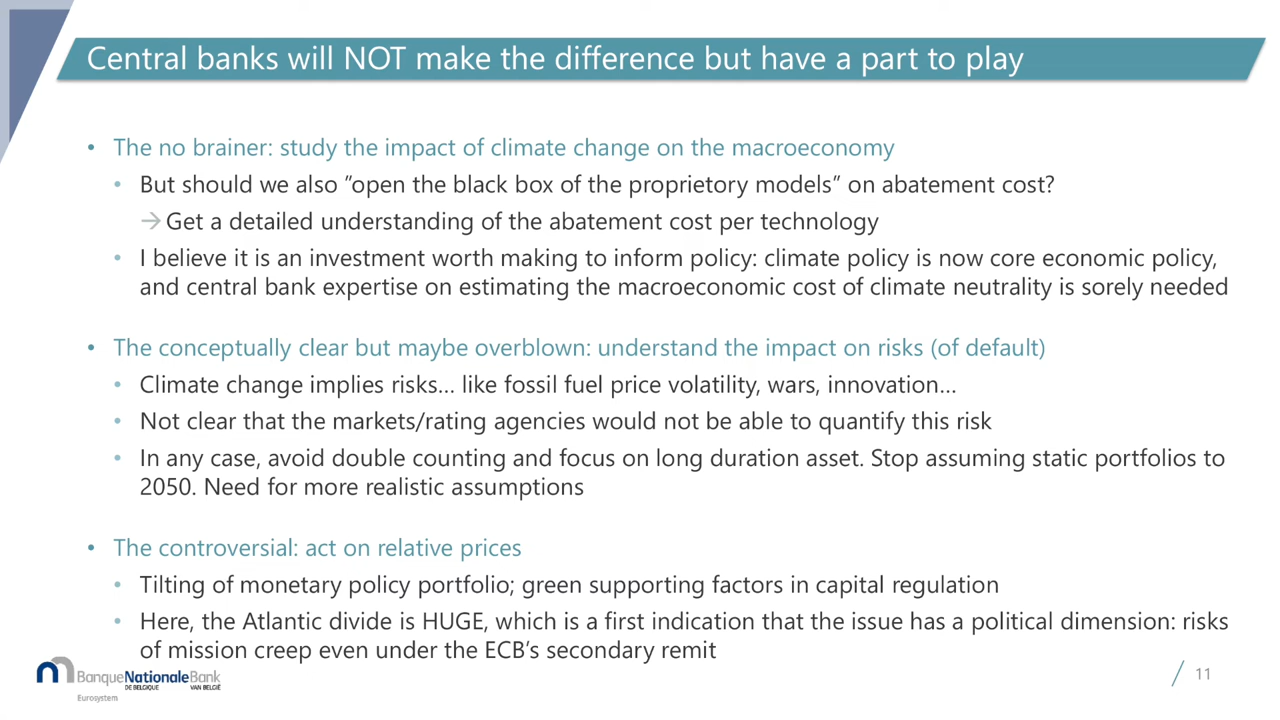 Central banks will NOT make the difference but have a part to play
• The no brainer: study the impact of climate change on the macroeconomy
• But should we also ”open the black box of the proprietory models” on abatement cost?
→ Get a detailed understanding of the abatement cost per technology
• I believe it is an investment worth making to inform policy: climate policy is now core economic policy,
and central bank expertise on estimating the macroeconomic cost of climate neutrality is sorely needed
• The conceptually clear but maybe overblown: understand the impact on risks (of default)
• Climate change implies risks… like fossil fuel price volatility, wars, innovation…
• Not clear that the markets/rating agencies would not be able to quantify this risk
• In any case, avoid double counting and focus on long duration asset. Stop assuming static portfolios to
2050. Need for more realistic assumptions
• The controversial: act on relative prices
• Tilting of monetary policy portfolio; green supporting factors in capital regulation
• Here, the Atlantic divide is HUGE, which is a first indication that the issue has a political dimension: risks
of mission creep even under the ECB’s secondary remit
BanqueNationaleBank
DE BELGIQUE VAN BELGIË
Eurosystem
11